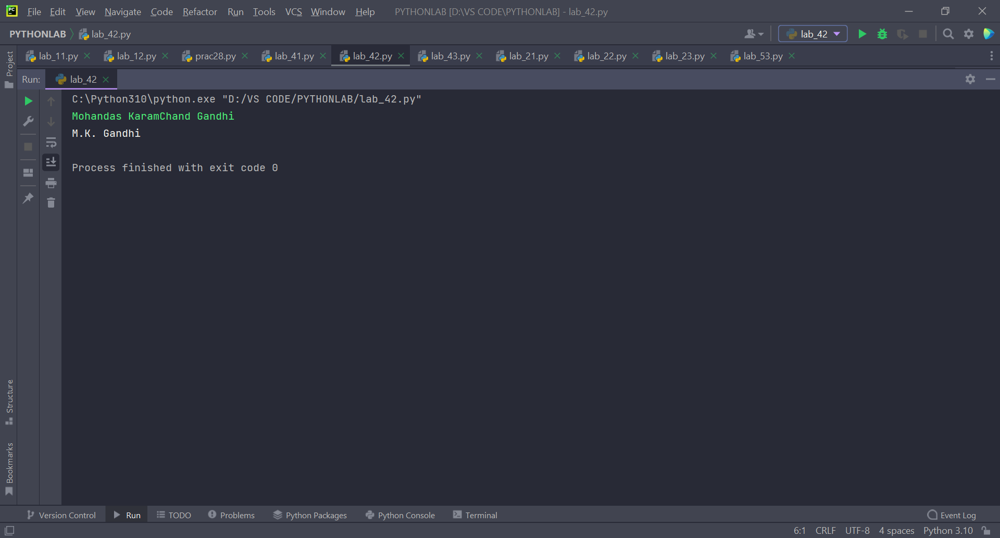 PC File Edit View Navigate Code Refactor Run Tools VCS Window Help PYTHONLAB [D:\VS CODE\PYTHONLAB] - lab_42.py
PYTHONLAB lab_42.py lab_42
lab_11.py lab_12.py prac28.py lab_41.py lab_42.py lab_43.py lab_21.py lab_22.py lab_23.py lab_53.py
Project
Run: lab_42
C:\Python310\python.exe "D:/VS CODE/PYTHONLAB/lab_42.py"
Mohandas KaramChand Gandhi
M.K. Gandhi
Process finished with exit code 0
Structure
Bookmarks
Version Control Run TODO Problems Python Packages Python Console Terminal Event Log
6:1 CRLF UTF-8 4 spaces Python 3.10